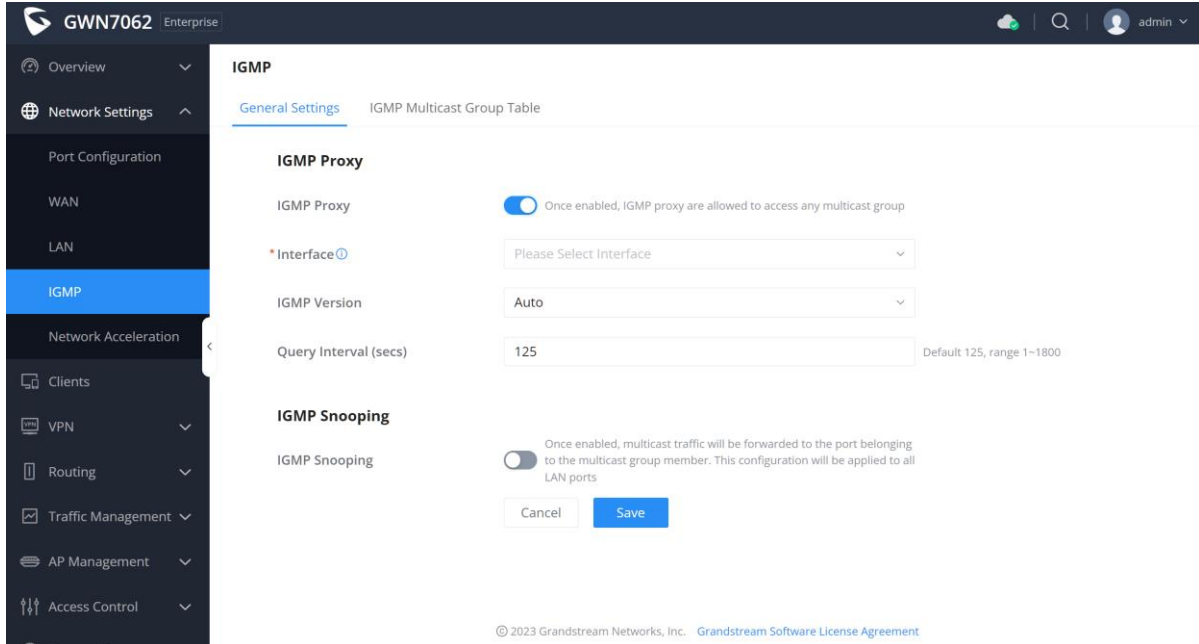 GWN7062 Enterprise
admin
Overview
Network Settings
Port Configuration
WAN
LAN
IGMP
Network Acceleration
Clients
VPN
VPN
Routing
Traffic Management
AP Management
Access Control
IGMP
General Settings
IGMP Multicast Group Table
IGMP Proxy
IGMP Proxy
Once enabled, IGMP proxy are allowed to access any multicast group
*Interface
Please Select Interface
IGMP Version
Auto
Query Interval (secs)
125
Default 125, range 1~1800
IGMP Snooping
IGMP Snooping
Once enabled, multicast traffic will be forwarded to the port belonging
to the multicast group member. This configuration will be applied to all
LAN ports
Cancel
Save
© 2023 Grandstream Networks, Inc. Grandstream Software License Agreement